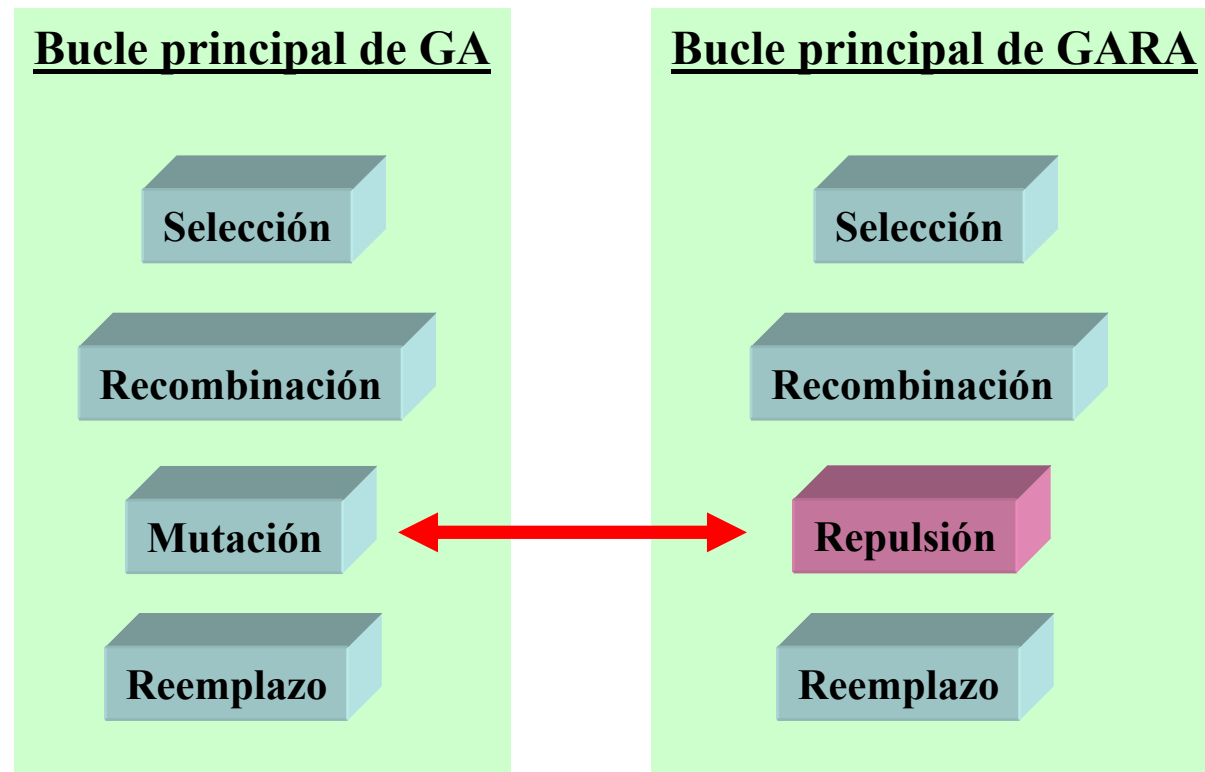 Bucle principal de GA
Selección
Recombinación
Mutación
Reemplazo
Bucle principal de GARA
Selección
Recombinación
Repulsión
Reemplazo